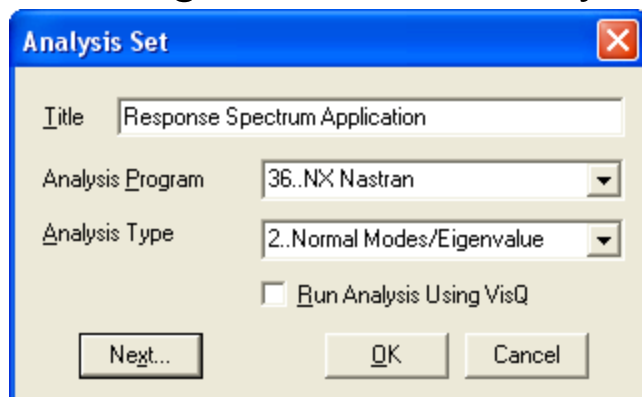 Analysis Set
Title Response Spectrum Application
Analysis Program 36..NX Nastran
Analysis Type 2..Normal Modes/Eigenvalue
Run Analysis Using VisQ
Next... OK Cancel